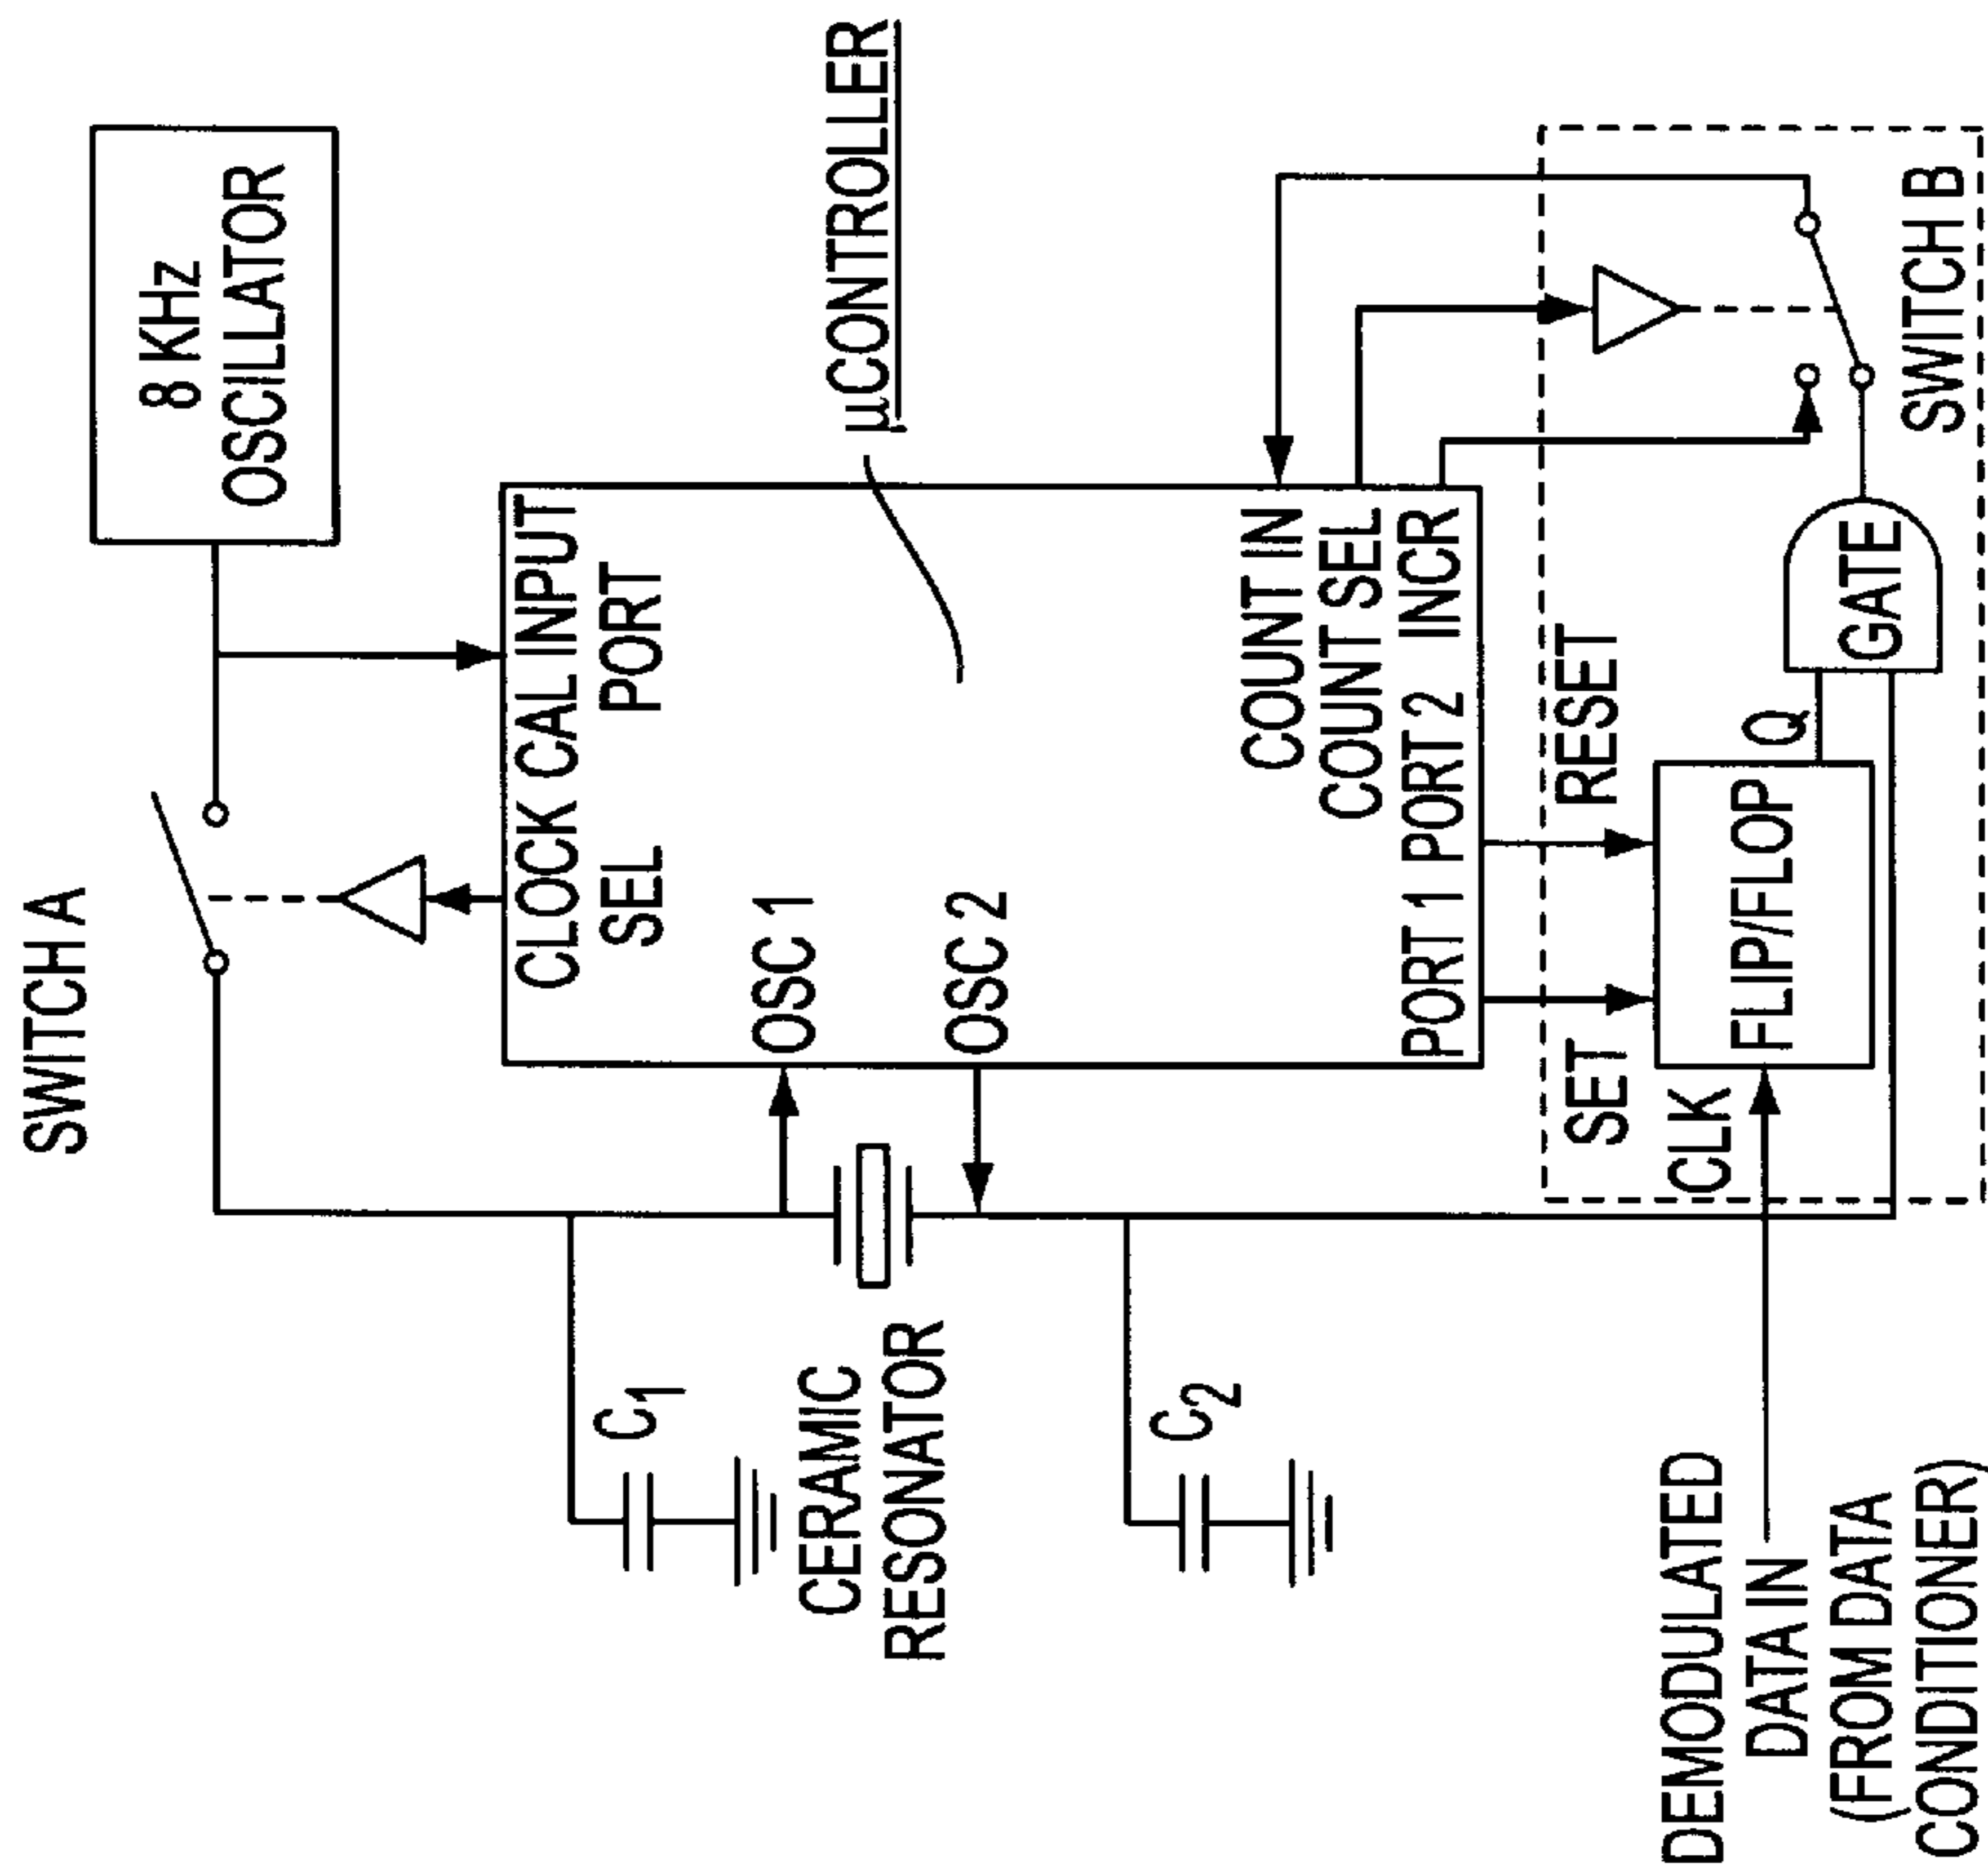 SWITCH A
8 KHz
OSCILLATOR
CLOCK CAL INPUT
SEL PORT
µCONTROLLER
OSC 1
OSC 2
C1
CERAMIC
RESONATOR
C2
COUNT IN
COUNT SEL
PORT 1 PORT 2 INCR
SET
RESET
CLK
FLIP/FLOP
Q
GATE
SWITCH B
DEMODULATED
DATA IN
(FROM DATA
CONDITIONER)